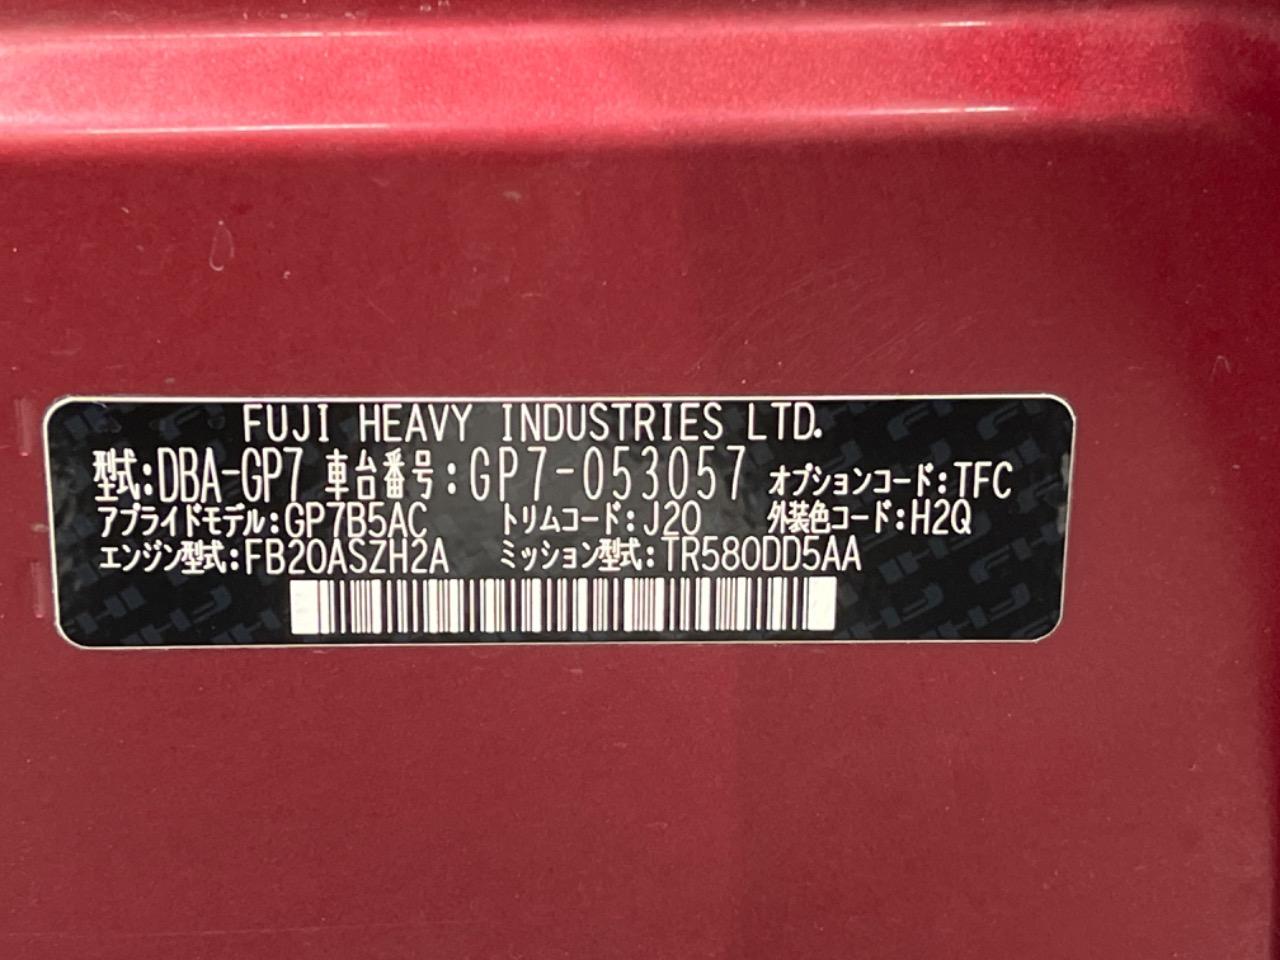 FUJI HEAVY INDUSTRIES LTD.
型式:DBA-GP7 車台番号:GP7-053057 オプションコード:TFC
アプライドモデル:GP7B5AC トリムコード:J20 外装色コード:H2Q
エンジン型式:FB20ASZH2A ミッション型式:TR580DD5AA